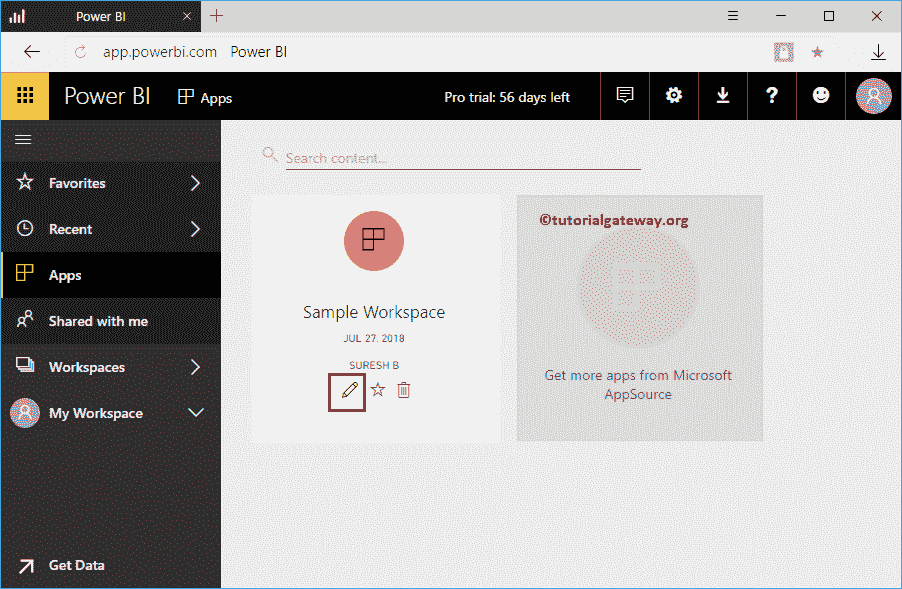 Power BI
app.powerbi.com Power BI
Power BI Apps Pro trial: 56 days left ?
Search content...
Favorites
Recent
Apps
Shared with me
Workspaces
My Workspace
Get Data
Sample Workspace
JUL 27, 2018
SURESH B
©tutorialgateway.org
Get more apps from Microsoft
AppSource